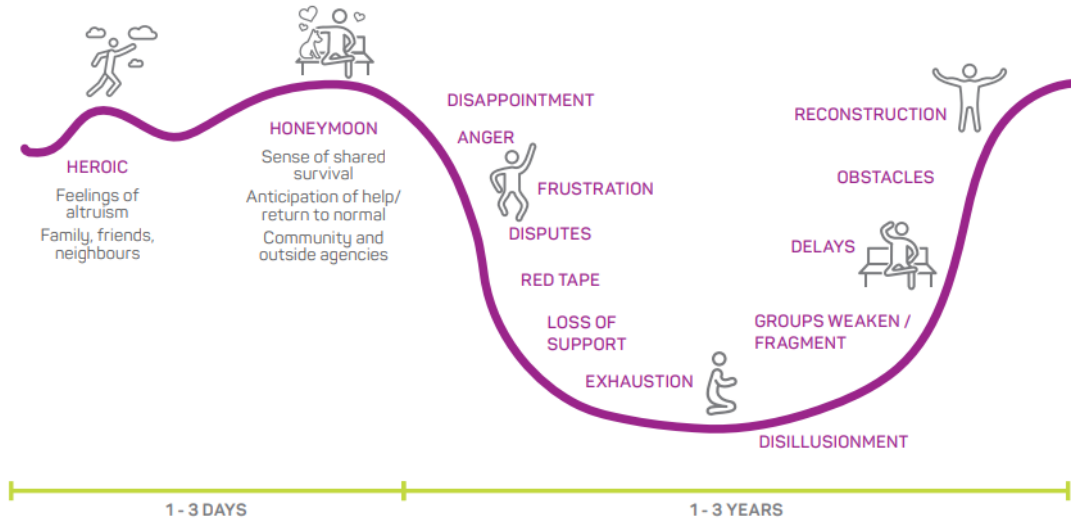 HEROIC
Feelings of
altruism
Family, friends,
neighbours
HONEYMOON
Sense of shared
survival
Anticipation of help/
return to normal
Community and
outside agencies
DISAPPOINTMENT
ANGER
FRUSTRATION
DISPUTES
RED TAPE
LOSS OF
SUPPORT
EXHAUSTION
DISILLUSIONMENT
GROUPS WEAKEN /
FRAGMENT
DELAYS
OBSTACLES
RECONSTRUCTION
1 - 3 DAYS
1 - 3 YEARS